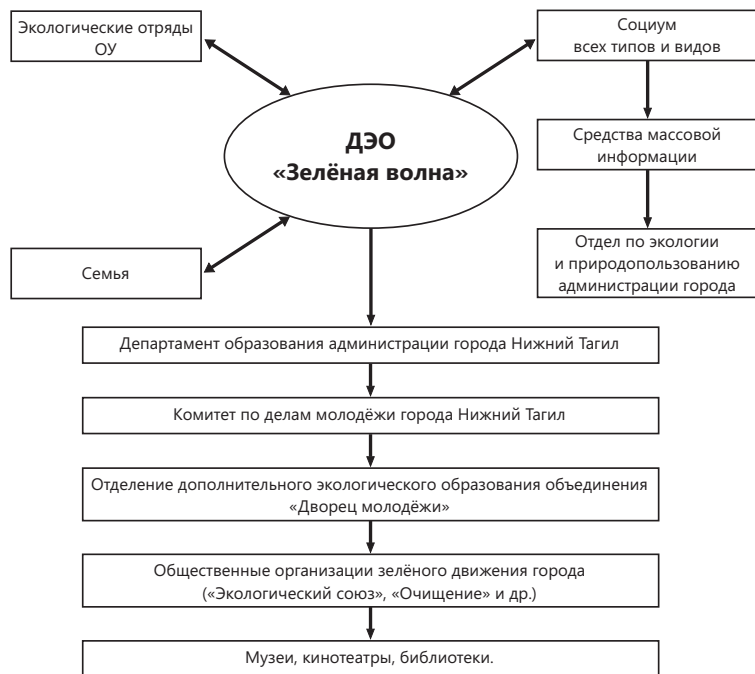 Экологические отряды
ОУ
Социум
всех типов и видов
ДЭО
«Зелёная волна»
Средства массовой
информации
Семья
Отдел по экологии
и природопользованию
администрации города
Департамент образования администрации города Нижний Тагил
Комитет по делам молодёжи города Нижний Тагил
Отделение дополнительного экологического образования объединения
«Дворец молодёжи»
Общественные организации зелёного движения города
(«Экологический союз», «Очищение» и др.)
Музеи, кинотеатры, библиотеки.